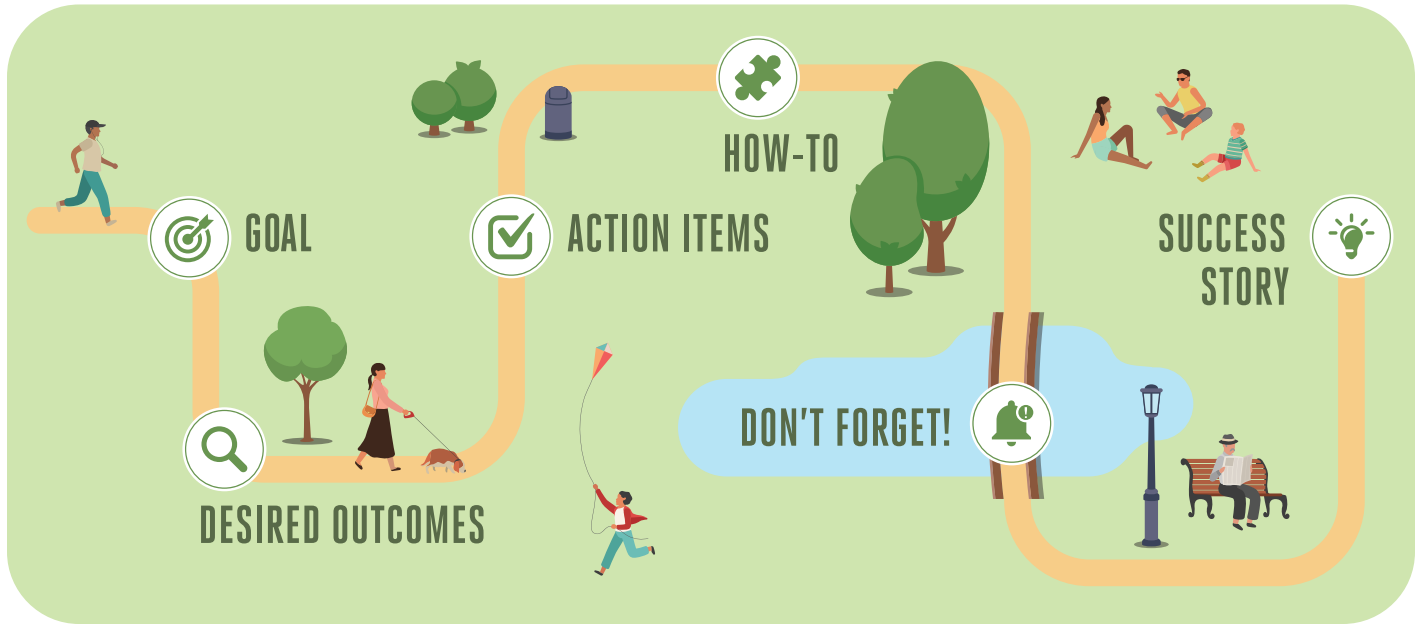 GOAL
DESIRED OUTCOMES
ACTION ITEMS
HOW-TO
DON'T FORGET!
SUCCESS
STORY